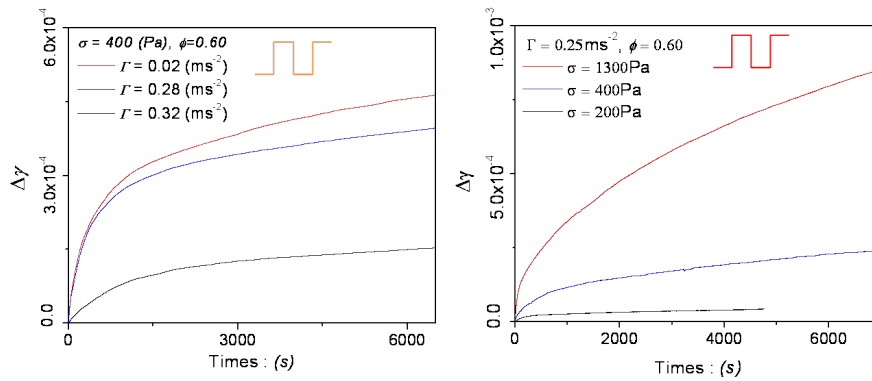 σ = 400 (Pa), ϕ=0.60
Γ = 0.02 (ms⁻²)
Γ = 0.28 (ms⁻²)
Γ = 0.32 (ms⁻²)
6.0x10⁻⁴
3.0x10⁻⁴
0.0
Δγ
0
3000
6000
Times : (s)
Γ = 0.25ms⁻², ϕ = 0.60
σ = 1300Pa
σ = 400Pa
σ = 200Pa
1.0x10⁻³
5.0x10⁻⁴
0.0
Δγ
0
2000
4000
6000
Times : (s)